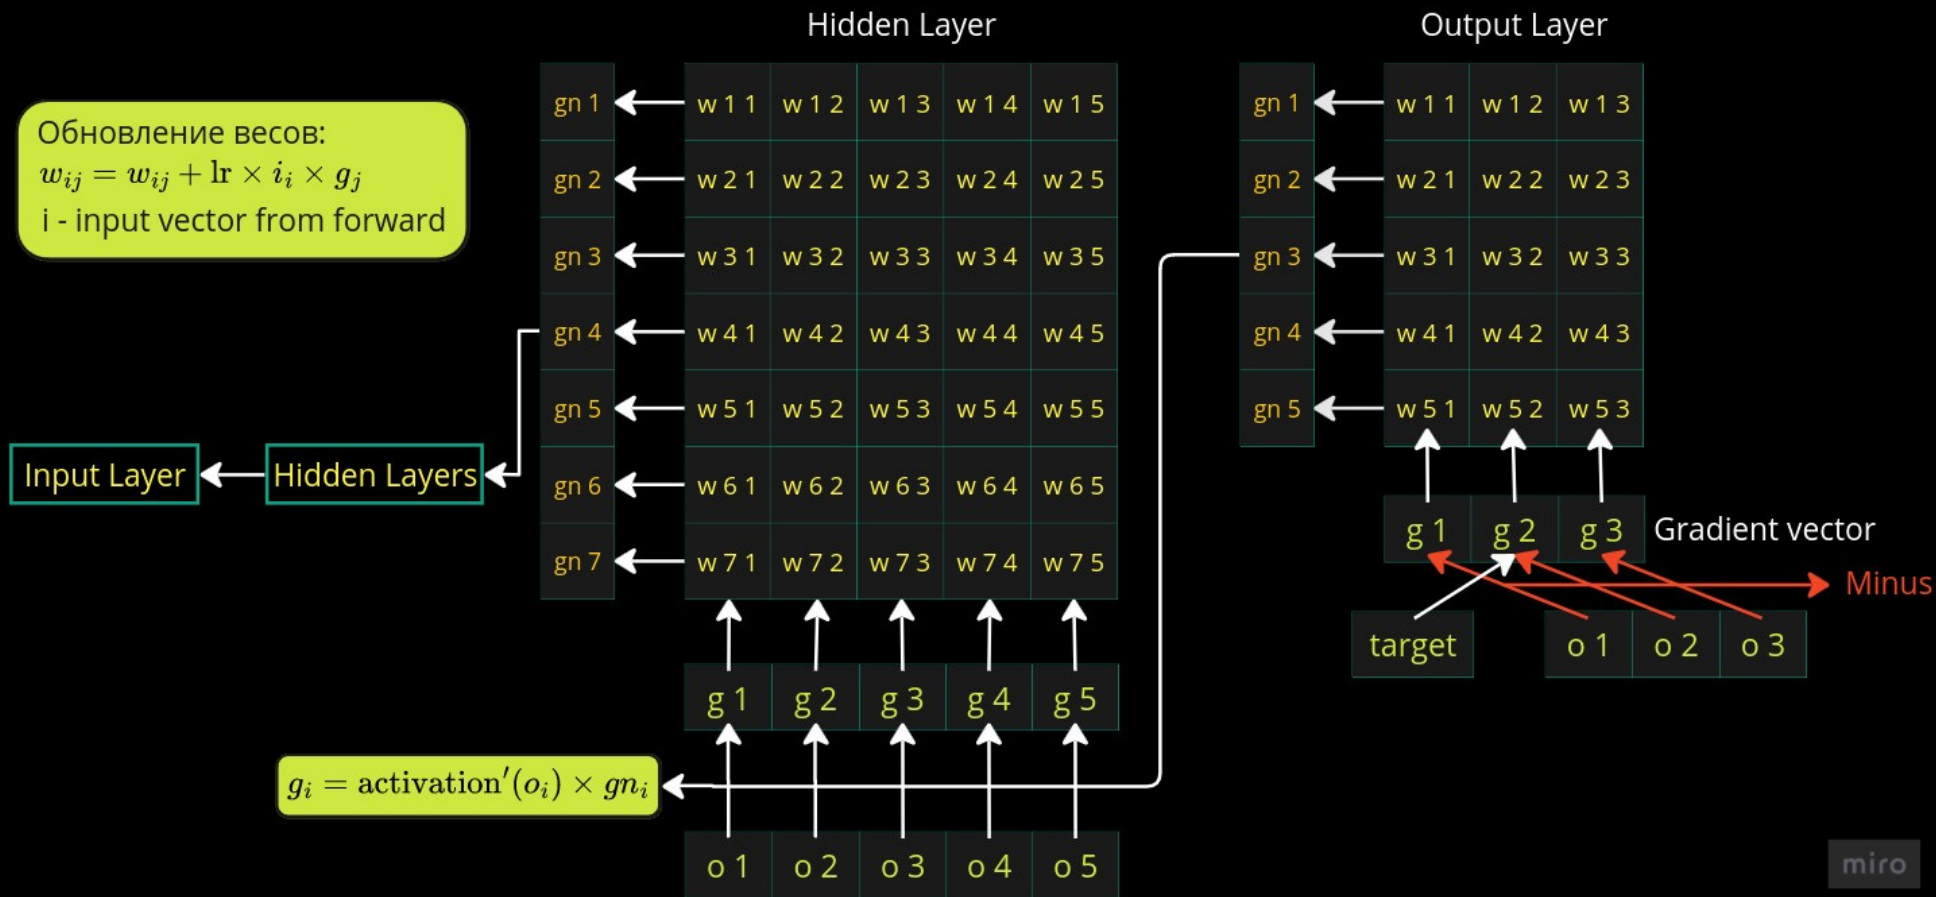 Hidden Layer
Output Layer
Обновление весов:
w_{ij} = w_{ij} + lr × i_i × g_j
i - input vector from forward
gn 1 w 1 1 w 1 2 w 1 3 w 1 4 w 1 5
gn 2 w 2 1 w 2 2 w 2 3 w 2 4 w 2 5
gn 3 w 3 1 w 3 2 w 3 3 w 3 4 w 3 5
gn 4 w 4 1 w 4 2 w 4 3 w 4 4 w 4 5
gn 5 w 5 1 w 5 2 w 5 3 w 5 4 w 5 5
gn 6 w 6 1 w 6 2 w 6 3 w 6 4 w 6 5
gn 7 w 7 1 w 7 2 w 7 3 w 7 4 w 7 5
gn 1 w 1 1 w 1 2 w 1 3
gn 2 w 2 1 w 2 2 w 2 3
gn 3 w 3 1 w 3 2 w 3 3
gn 4 w 4 1 w 4 2 w 4 3
gn 5 w 5 1 w 5 2 w 5 3
Input Layer
Hidden Layers
g 1 g 2 g 3 Gradient vector
Minus
target
o 1 o 2 o 3
g 1 g 2 g 3 g 4 g 5
g_i = activation′(o_i) × gn_i
o 1 o 2 o 3 o 4 o 5
miro